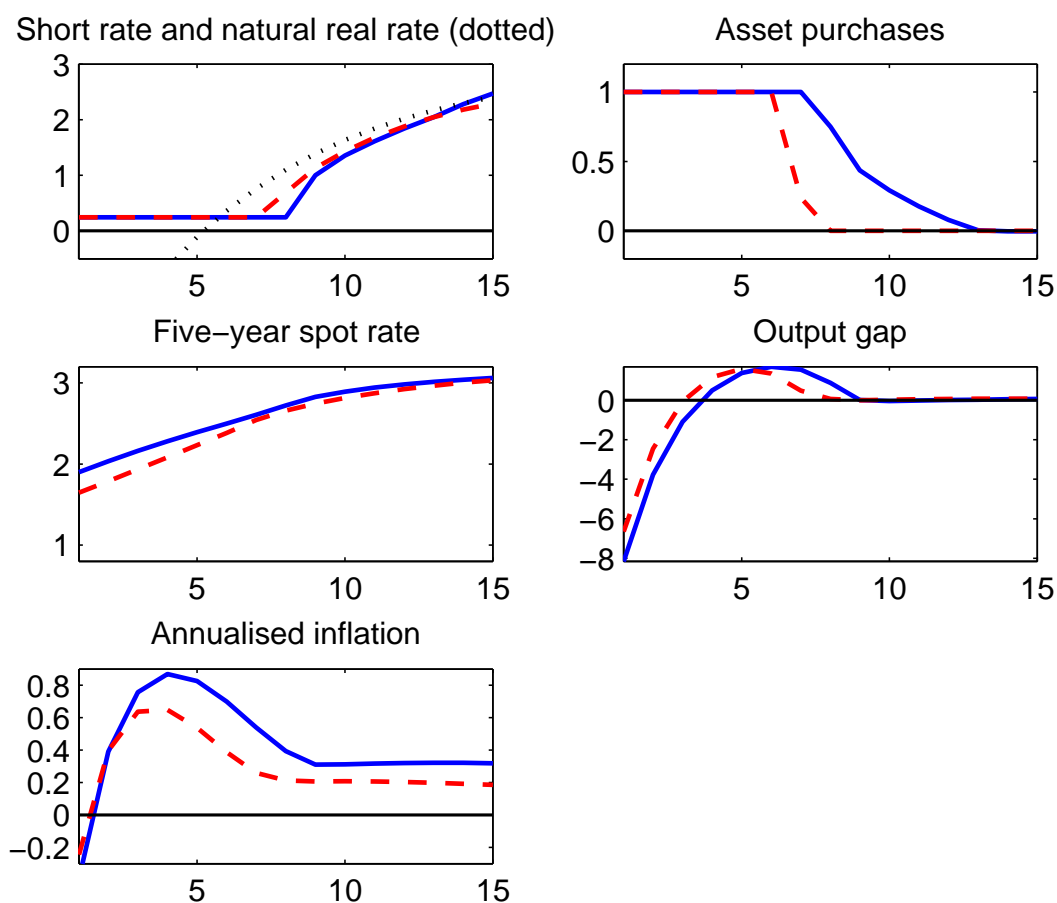 Short rate and natural real rate (dotted)
3
2
1
0
5 10 15
Asset purchases
1
0.5
0
5 10 15
Five−year spot rate
3
2
1
5 10 15
Output gap
0
−2
−4
−6
−8
5 10 15
Annualised inflation
0.8
0.6
0.4
0.2
0
−0.2
5 10 15